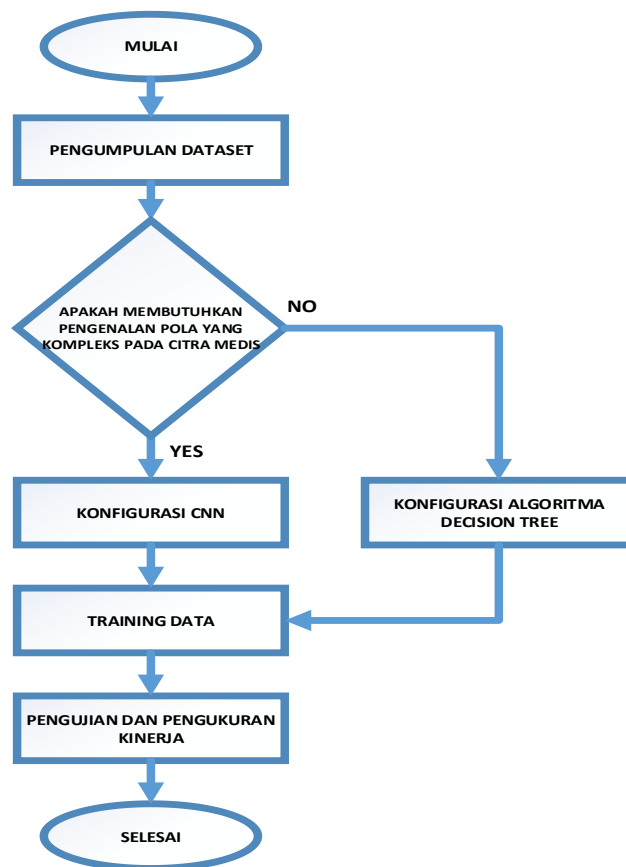 MULAI
PENGUMPULAN DATASET
APAKAH MEMBUTUHKAN
PENGENALAN POLA YANG
KOMPLEKS PADA CITRA MEDIS
NO
YES
KONFIGURASI CNN
KONFIGURASI ALGORITMA
DECISION TREE
TRAINING DATA
PENGUJIAN DAN PENGUKURAN
KINERJA
SELESAI